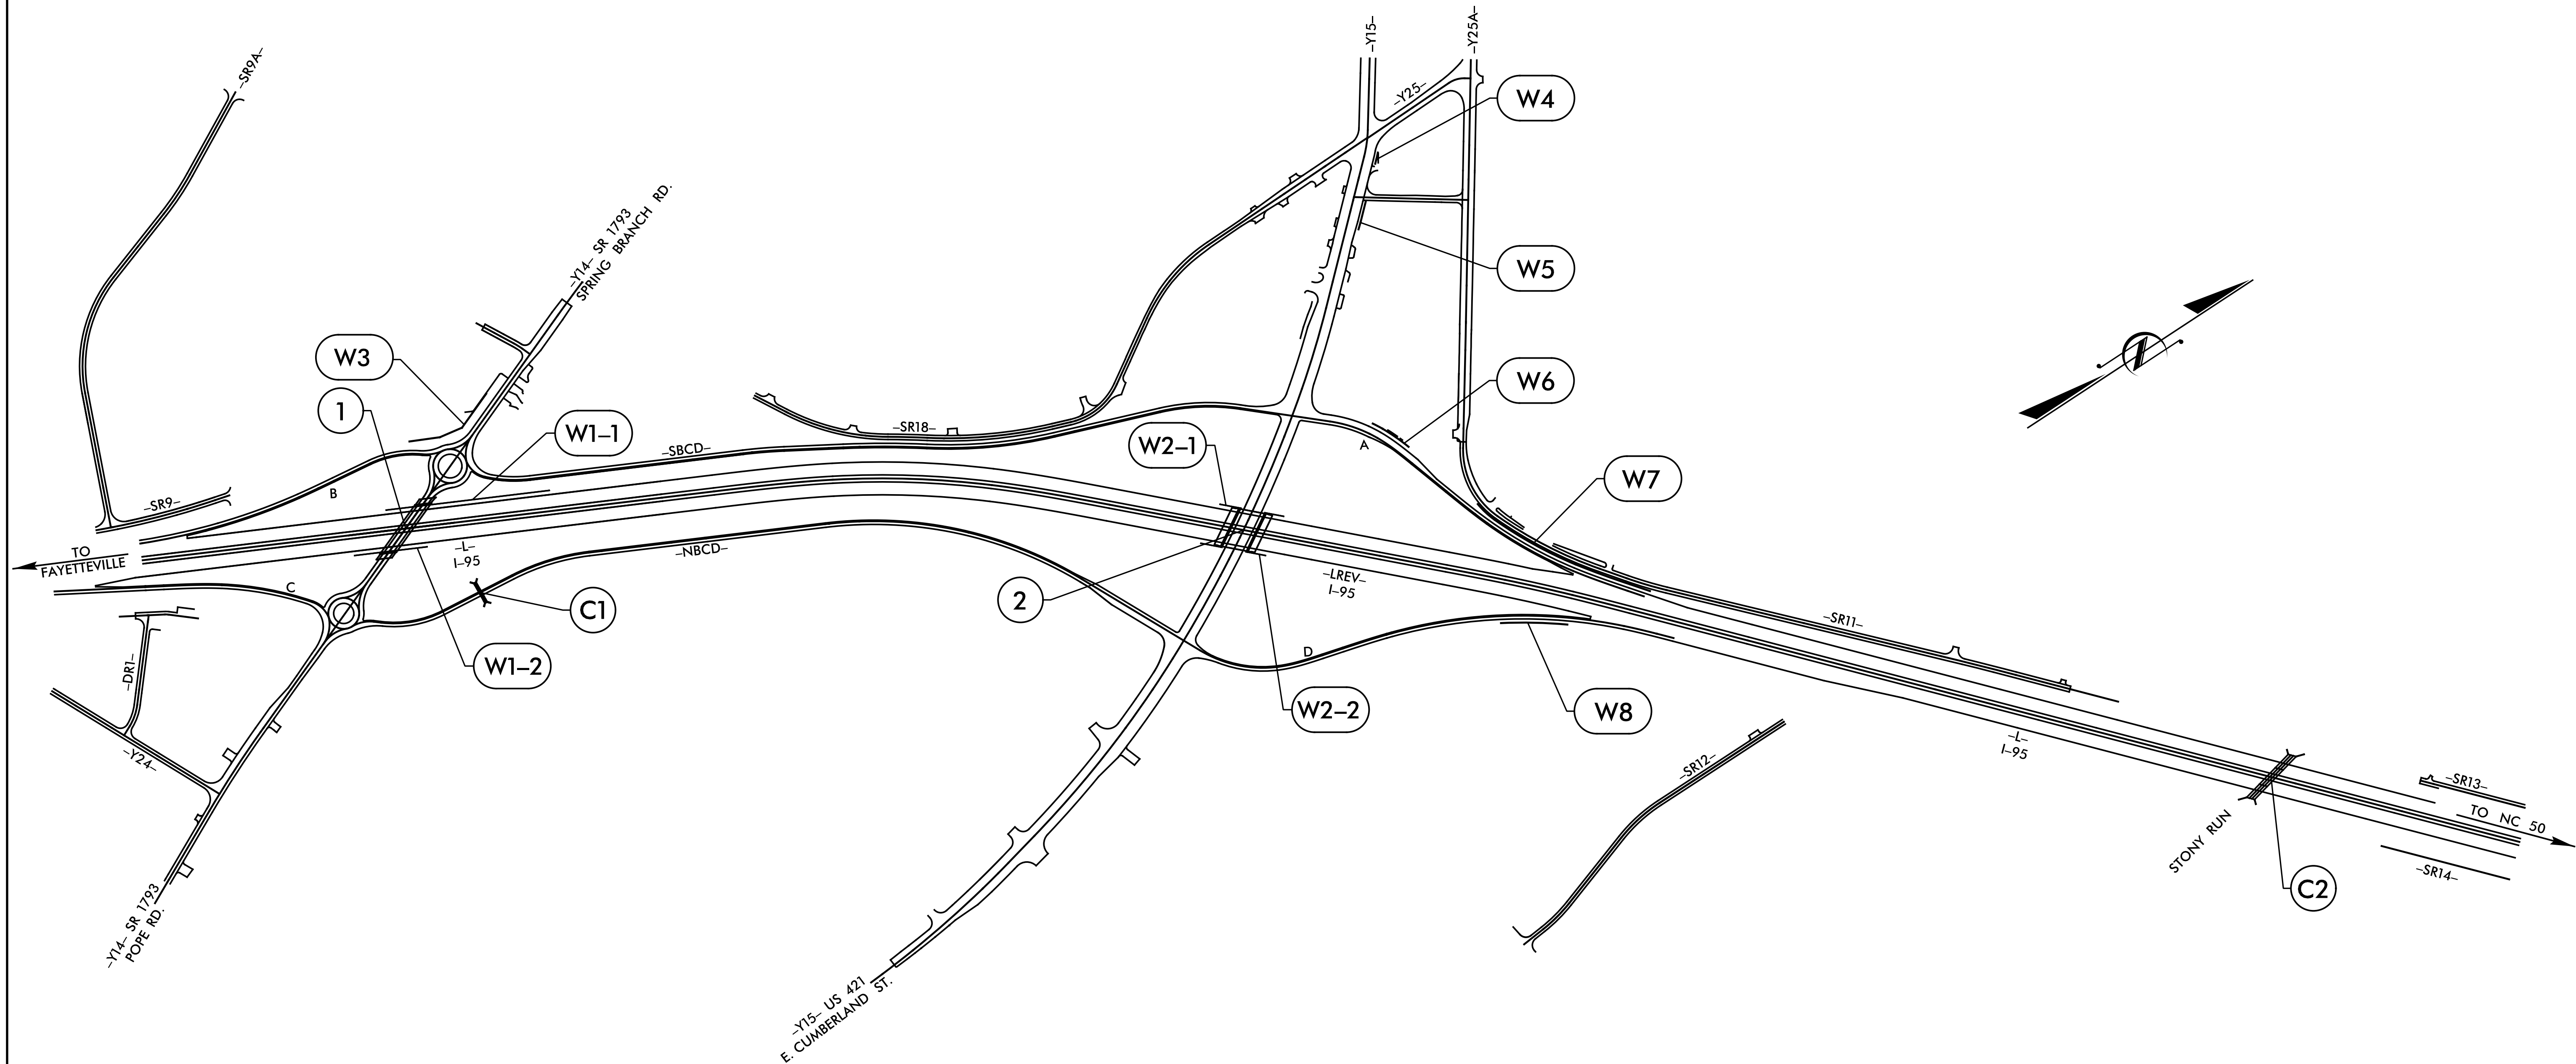 –SR9A–
–Y15–
–Y25A–
–Y25–
W4
–Y14– SR 1793
SPRING BRANCH RD.
W5
W3
1
W1–1
–SBCD–
–SR18–
W2–1
A
W6
W7
B
–SR9–
TO
FAYETTEVILLE
–L–
I–95
–NBCD–
C
C1
2
–LREV–
I–95
–SR11–
W1–2
–DR1–
D
W2–2
W8
–Y24–
–SR12–
–L–
I–95
–SR13–
TO NC 50
STONY RUN
–SR14–
C2
–Y14– SR 1793
POPE RD.
–Y15– US 421
E. CUMBERLAND ST.